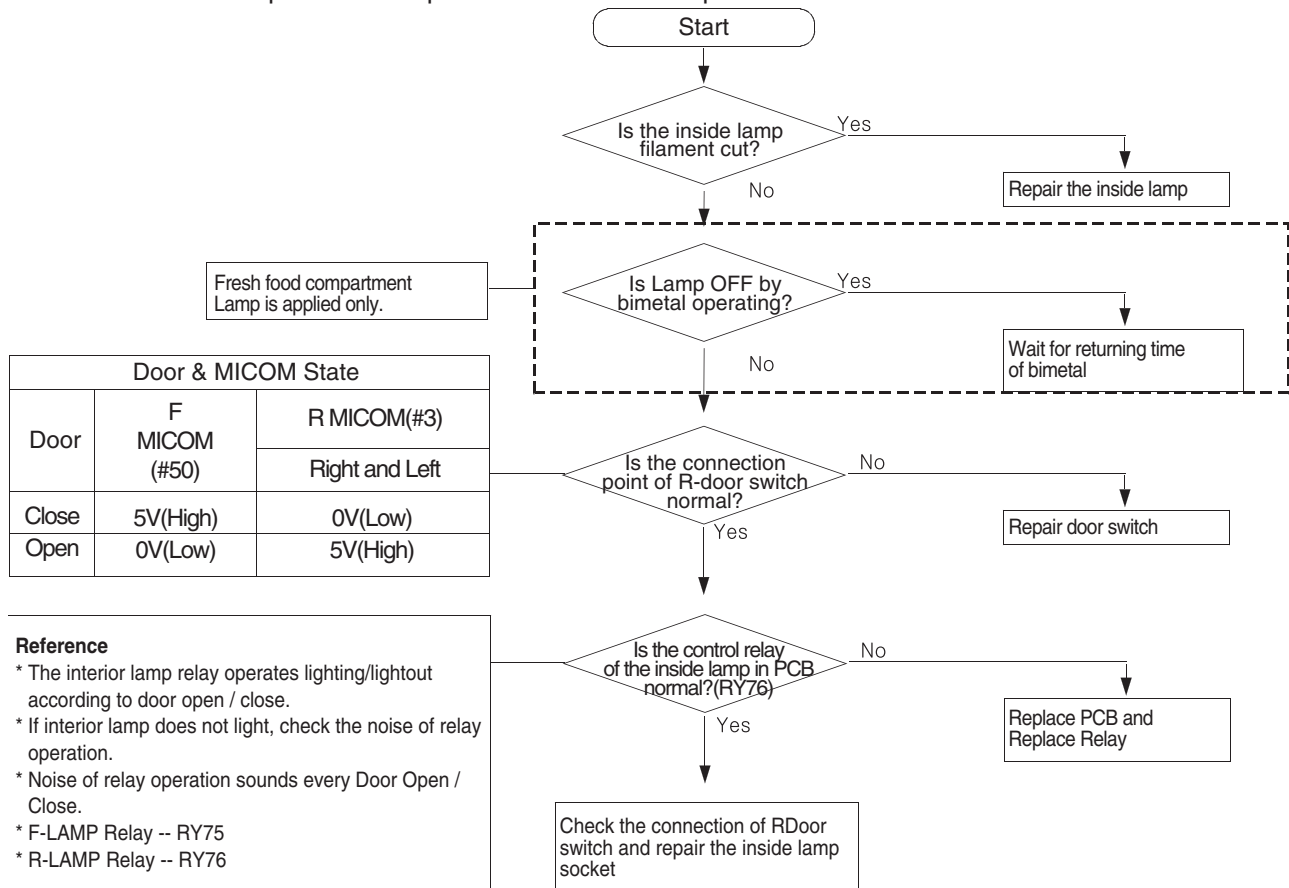 Start
Is the inside lamp
filament cut?
Yes
No
Repair the inside lamp
Fresh food compartment
Lamp is applied only.
Is Lamp OFF by
bimetal operating?
Yes
No
Wait for returning time
of bimetal
Door & MICOM State
Door
F
MICOM
(#50)
R MICOM(#3)
Right and Left
Close 5V(High) 0V(Low)
Open 0V(Low) 5V(High)
Is the connection
point of R-door switch
normal?
No
Yes
Repair door switch
Reference
* The interior lamp relay operates lighting/lightout
according to door open / close.
* If interior lamp does not light, check the noise of relay
operation.
* Noise of relay operation sounds every Door Open /
Close.
* F-LAMP Relay -- RY75
* R-LAMP Relay -- RY76
Is the control relay
of the inside lamp in PCB
normal?(RY76)
No
Yes
Replace PCB and
Replace Relay
Check the connection of RDoor
switch and repair the inside lamp
socket